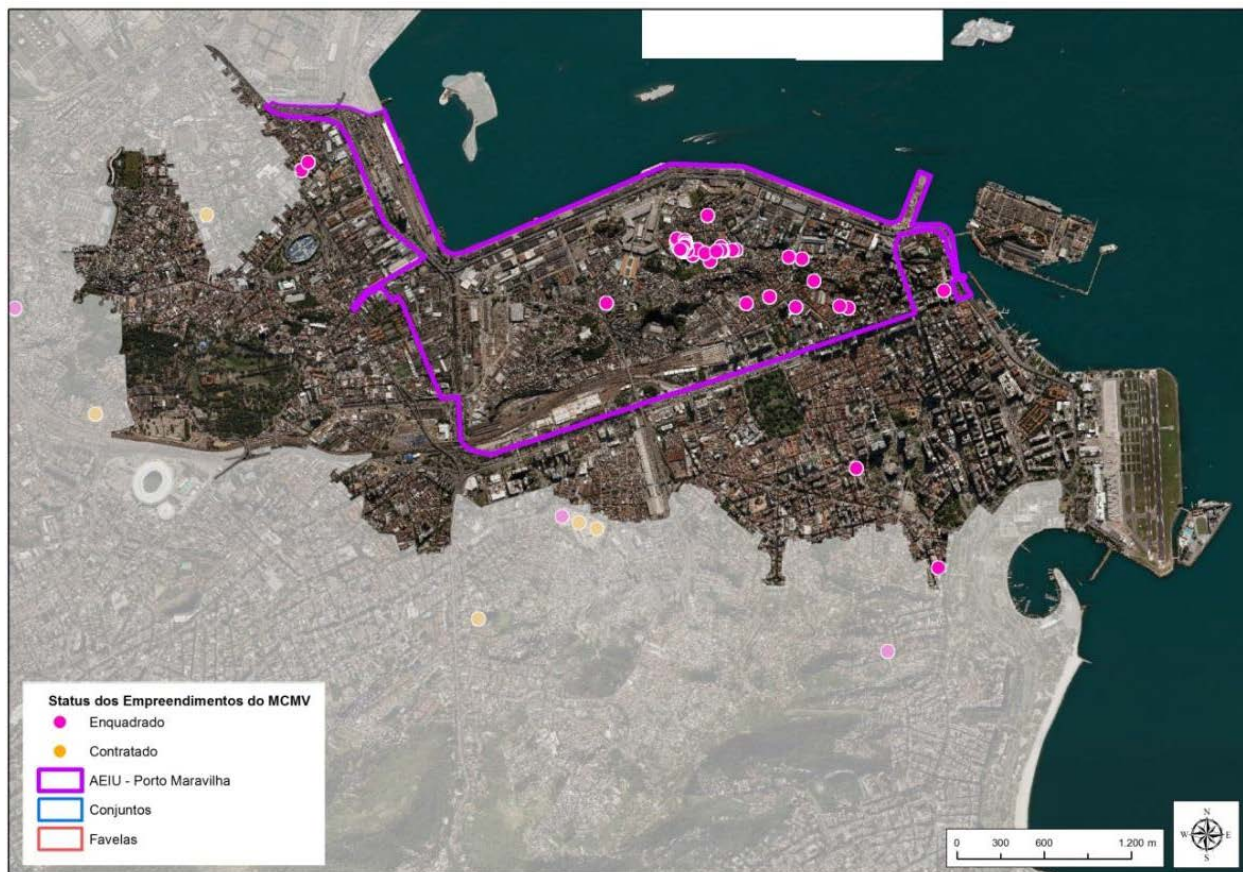 Status dos Empreendimentos do MCMV
Enquadrado
Contratado
AEIU - Porto Maravilha
Conjuntos
Favelas
0 300 600 1.200 m
N
W E
S